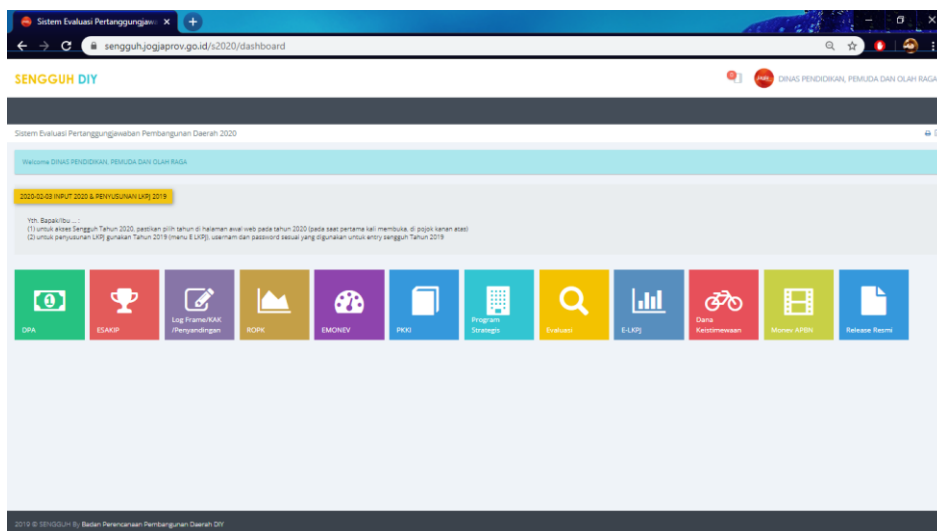 Sistem Evaluasi Pertanggungjaw
sengguh.jogjaprov.go.id/s2020/dashboard
SENGGUH DIY
DINAS PENDIDIKAN, PEMUDA DAN OLAH RAGA
Sistem Evaluasi Pertanggungjawaban Pembangunan Daerah 2020
Welcome DINAS PENDIDIKAN, PEMUDA DAN OLAH RAGA
2020-02-03 INPUT 2020 & PENYUSUNAN LKPJ 2019
Yth. Bapak/Ibu ... :
(1) untuk akses Sengguh Tahun 2020, pastikan pilih tahun di halaman awal web pada tahun 2020 (pada saat pertama kali membuka, di pojok kanan atas)
(2) untuk penyusunan LKPJ gunakan Tahun 2019 (menu E LKPJ), usernam dan password sesuai yang digunakan untuk entry sengguh Tahun 2019
DPA
ESAKIP
Log Frame/KAK
/Penyandingan
ROPK
EMONEV
PKKI
Program
Strategis
Evaluasi
E-LKPJ
Dana
Keistimewaan
Monev APBN
Release Resmi
2019 © SENGGUH By Badan Perencanaan Pembangunan Daerah DIY